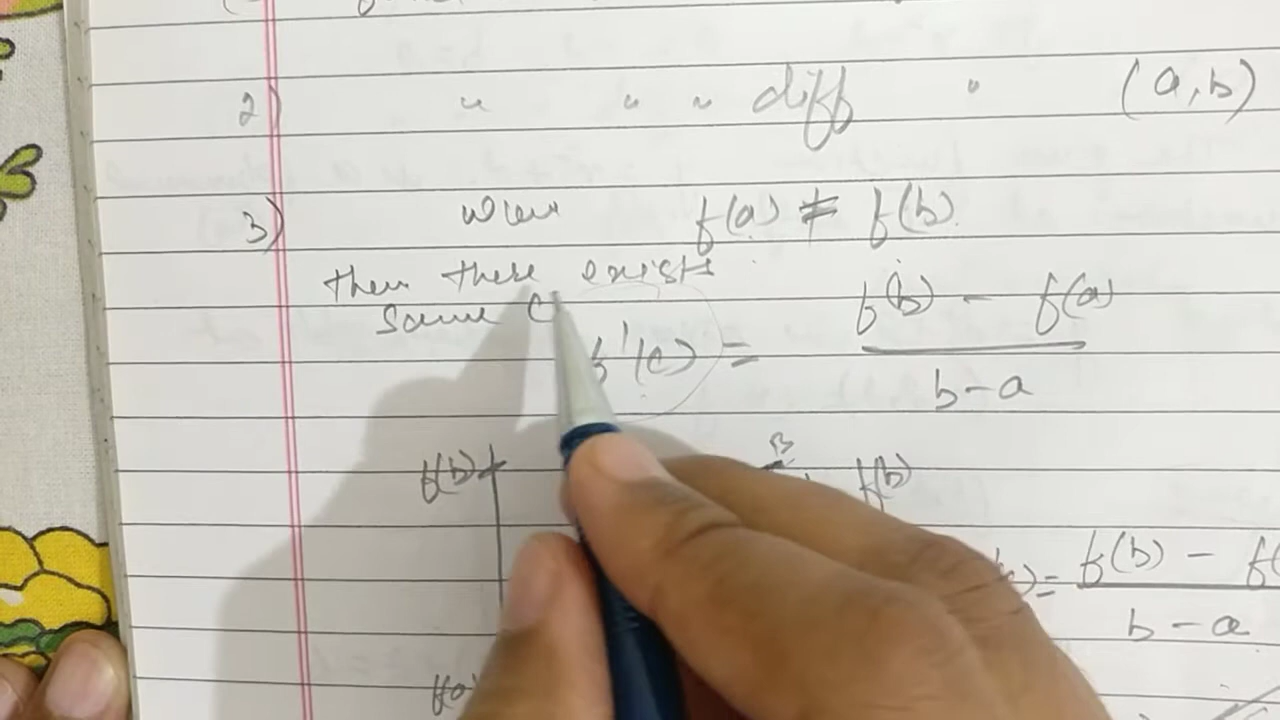 2) " " " diff " (a, b)
3) when f(a) ≠ f(b)
then there exists
some c
f'(c) = f(b) - f(a) / b - a
B
f(b) f(b)
= f(b) - f( / b - a
f(a)